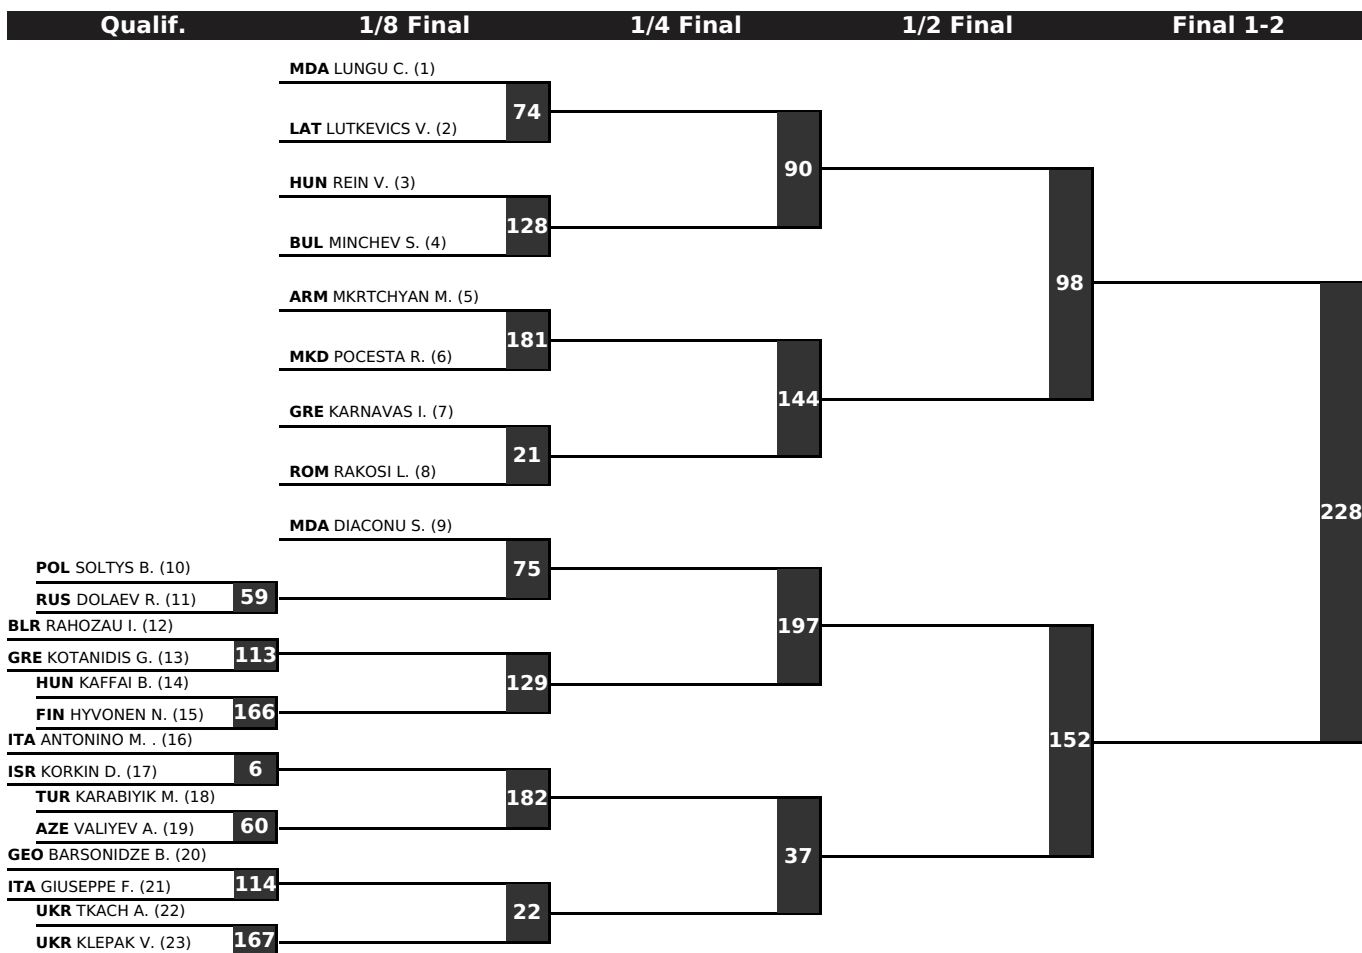 Qualif. 1/8 Final 1/4 Final 1/2 Final Final 1-2
MDA LUNGU C. (1)
74
LAT LUTKEVICS V. (2)
90
HUN REIN V. (3)
128
BUL MINCHEV S. (4)
98
ARM MKRTCHYAN M. (5)
181
MKD POCESTA R. (6)
144
GRE KARNAVAS I. (7)
21
ROM RAKOSI L. (8)
228
MDA DIACONU S. (9)
POL SOLTYS B. (10)
75
RUS DOLAEV R. (11)
59
BLR RAHOZAU I. (12)
197
GRE KOTANIDIS G. (13)
113
HUN KAFFAI B. (14)
129
FIN HYVONEN N. (15)
166
ITA ANTONINO M. . (16)
152
ISR KORKIN D. (17)
6
TUR KARABIYIK M. (18)
182
AZE VALIYEV A. (19)
60
GEO BARSONIDZE B. (20)
37
ITA GIUSEPPE F. (21)
114
UKR TKACH A. (22)
22
UKR KLEPAK V. (23)
167